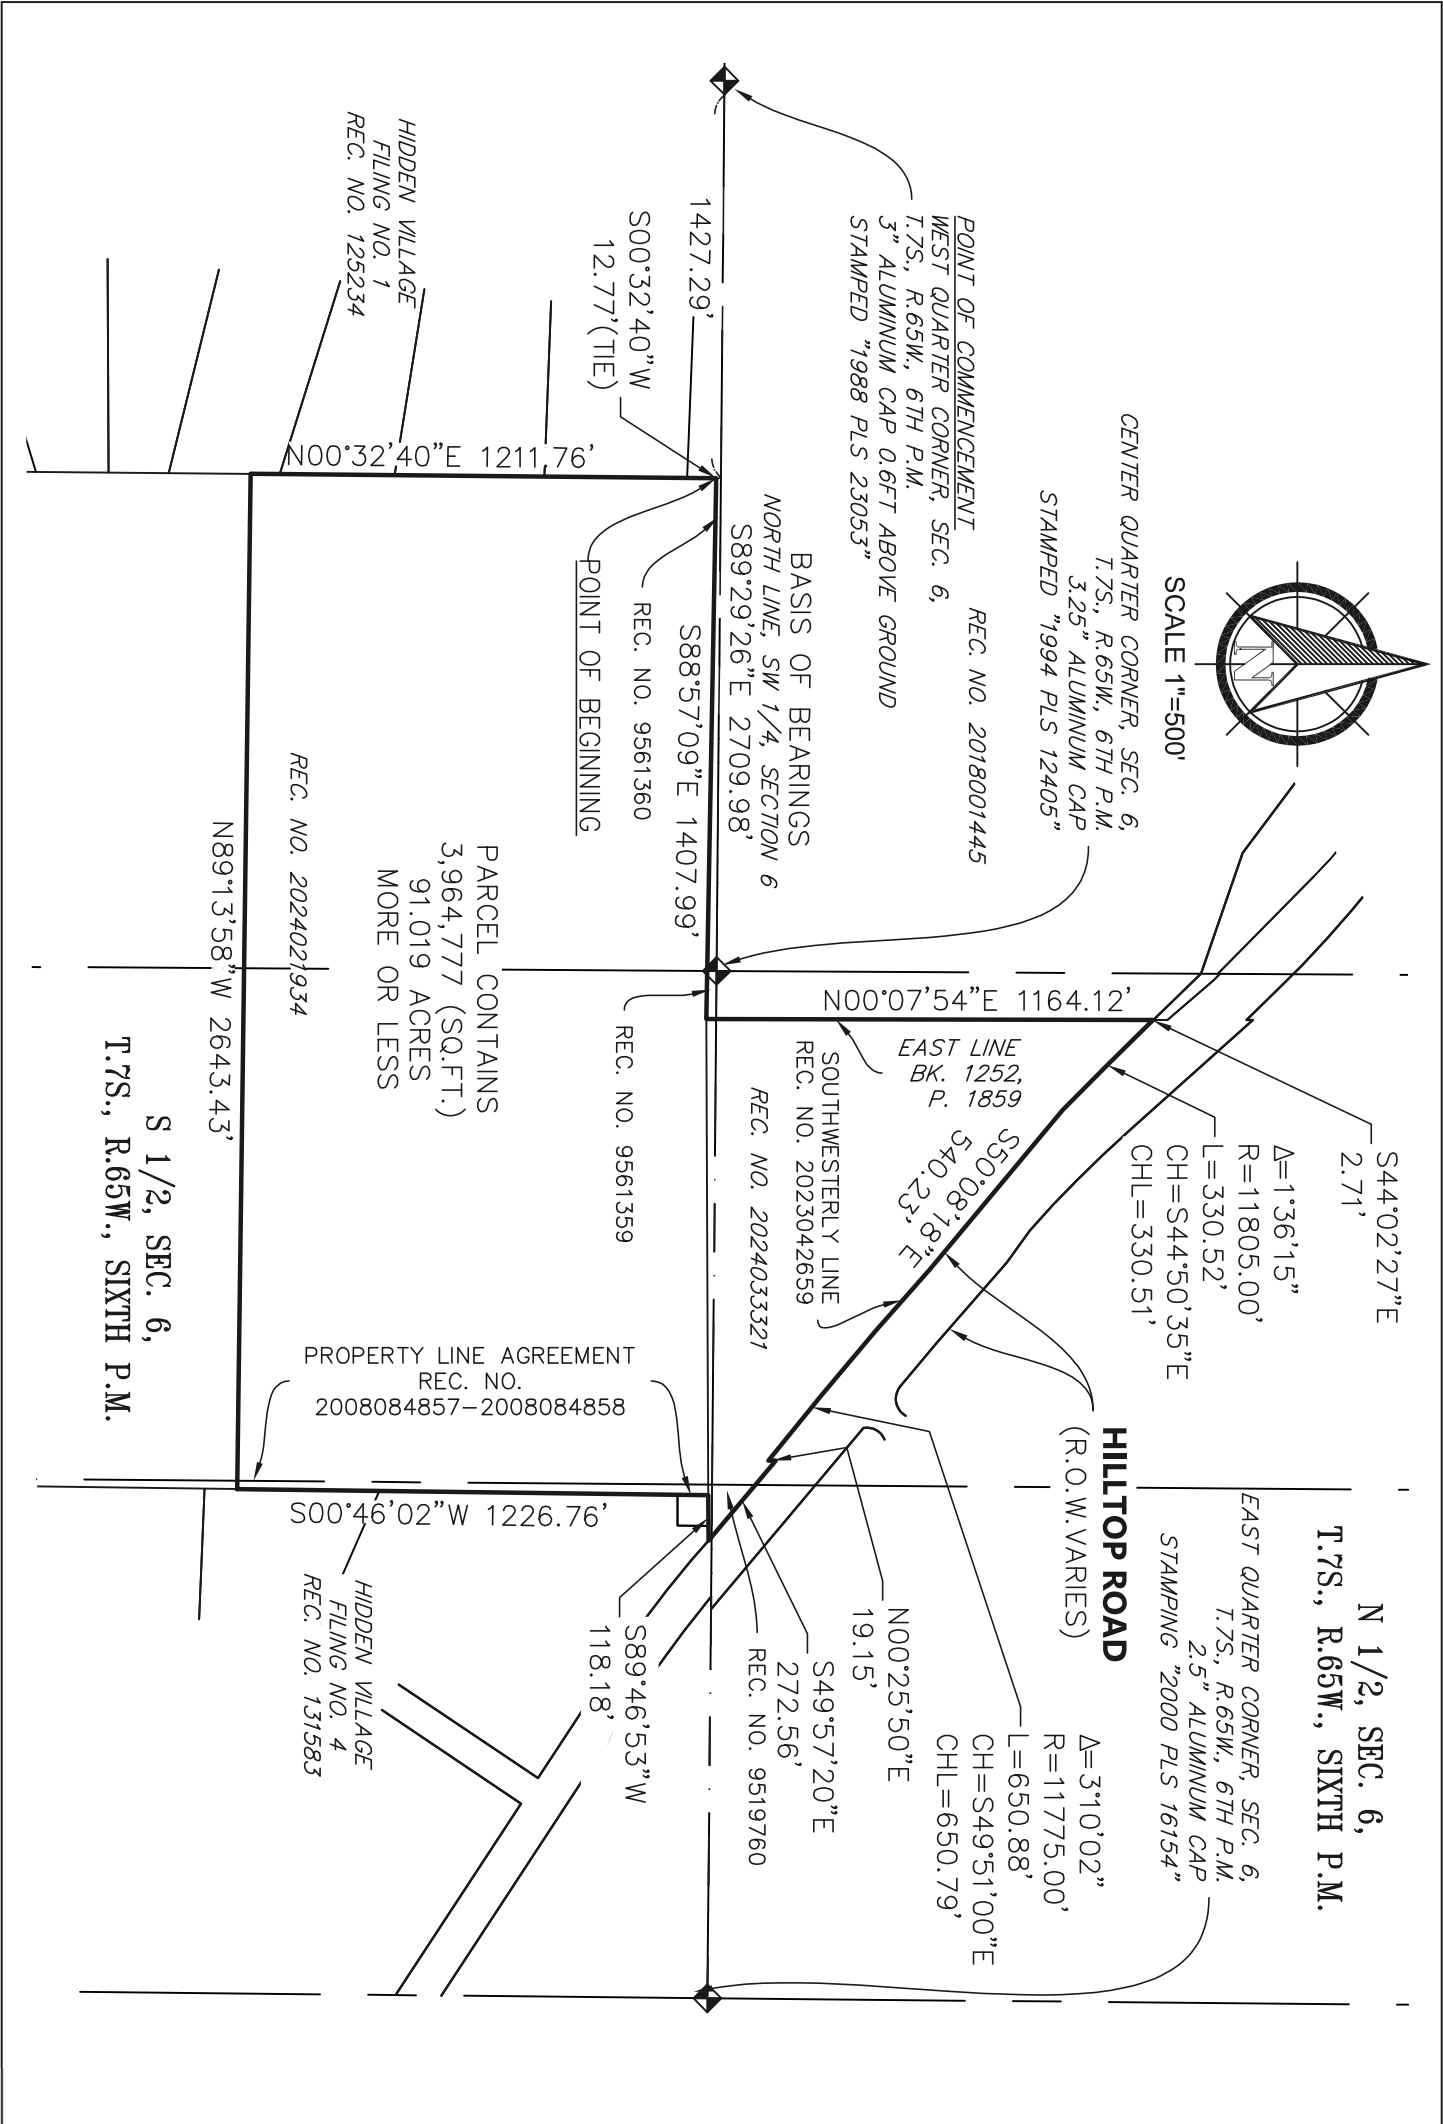 N 1/2, SEC. 6,
T.7S., R.65W., SIXTH P.M.
S44°02'27"E
2.71'
Δ=1°36'15"
R=11805.00'
L=330.52'
CH=S44°50'35"E
CHL=330.51'
HILLTOP ROAD
(R.O.W.VARIES)
EAST QUARTER CORNER, SEC. 6,
T.7S., R.65W., 6TH P.M.
2.5" ALUMINUM CAP
STAMPING "2000 PLS 16154"
SCALE 1"=500'
N
CENTER QUARTER CORNER, SEC. 6,
T.7S., R.65W., 6TH P.M.
3.25" ALUMINUM CAP
STAMPED "1994 PLS 12405"
REC. NO. 2018001445
POINT OF COMMENCEMENT
WEST QUARTER CORNER, SEC. 6,
T.7S., R.65W., 6TH P.M.
3" ALUMINUM CAP 0.6FT ABOVE GROUND
STAMPED "1988 PLS 23053"
N00°07'54"E 1164.12'
EAST LINE
BK. 1252,
P. 1859
S50°08'18"E
540.23'
SOUTHWESTERLY LINE
REC. NO. 2023042659
REC. NO. 2024033321
Δ=3°10'02"
R=11775.00'
L=650.88'
CH=S49°51'00"E
CHL=650.79'
N00°25'50"E
19.15'
S49°57'20"E
272.56'
REC. NO. 9519760
BASIS OF BEARINGS
NORTH LINE, SW 1/4, SECTION 6
S89°29'26"E 2709.98'
1427.29'
S00°32'40"W
12.77'(TIE)
S88°57'09"E 1407.99'
REC. NO. 9561360
POINT OF BEGINNING
REC. NO. 9561359
S89°46'53"W
118.18'
HIDDEN VILLAGE
FILING NO. 1
REC. NO. 125234
N00°32'40"E 1211.76'
PARCEL CONTAINS
3,964,777 (SQ.FT.)
91.019 ACRES
MORE OR LESS
PROPERTY LINE AGREEMENT
REC. NO.
2008084857-2008084858
S00°46'02"W 1226.76'
HIDDEN VILLAGE
FILING NO. 4
REC. NO. 131583
REC. NO. 2024021934
N89°13'58"W 2643.43'
S 1/2, SEC. 6,
T.7S., R.65W., SIXTH P.M.